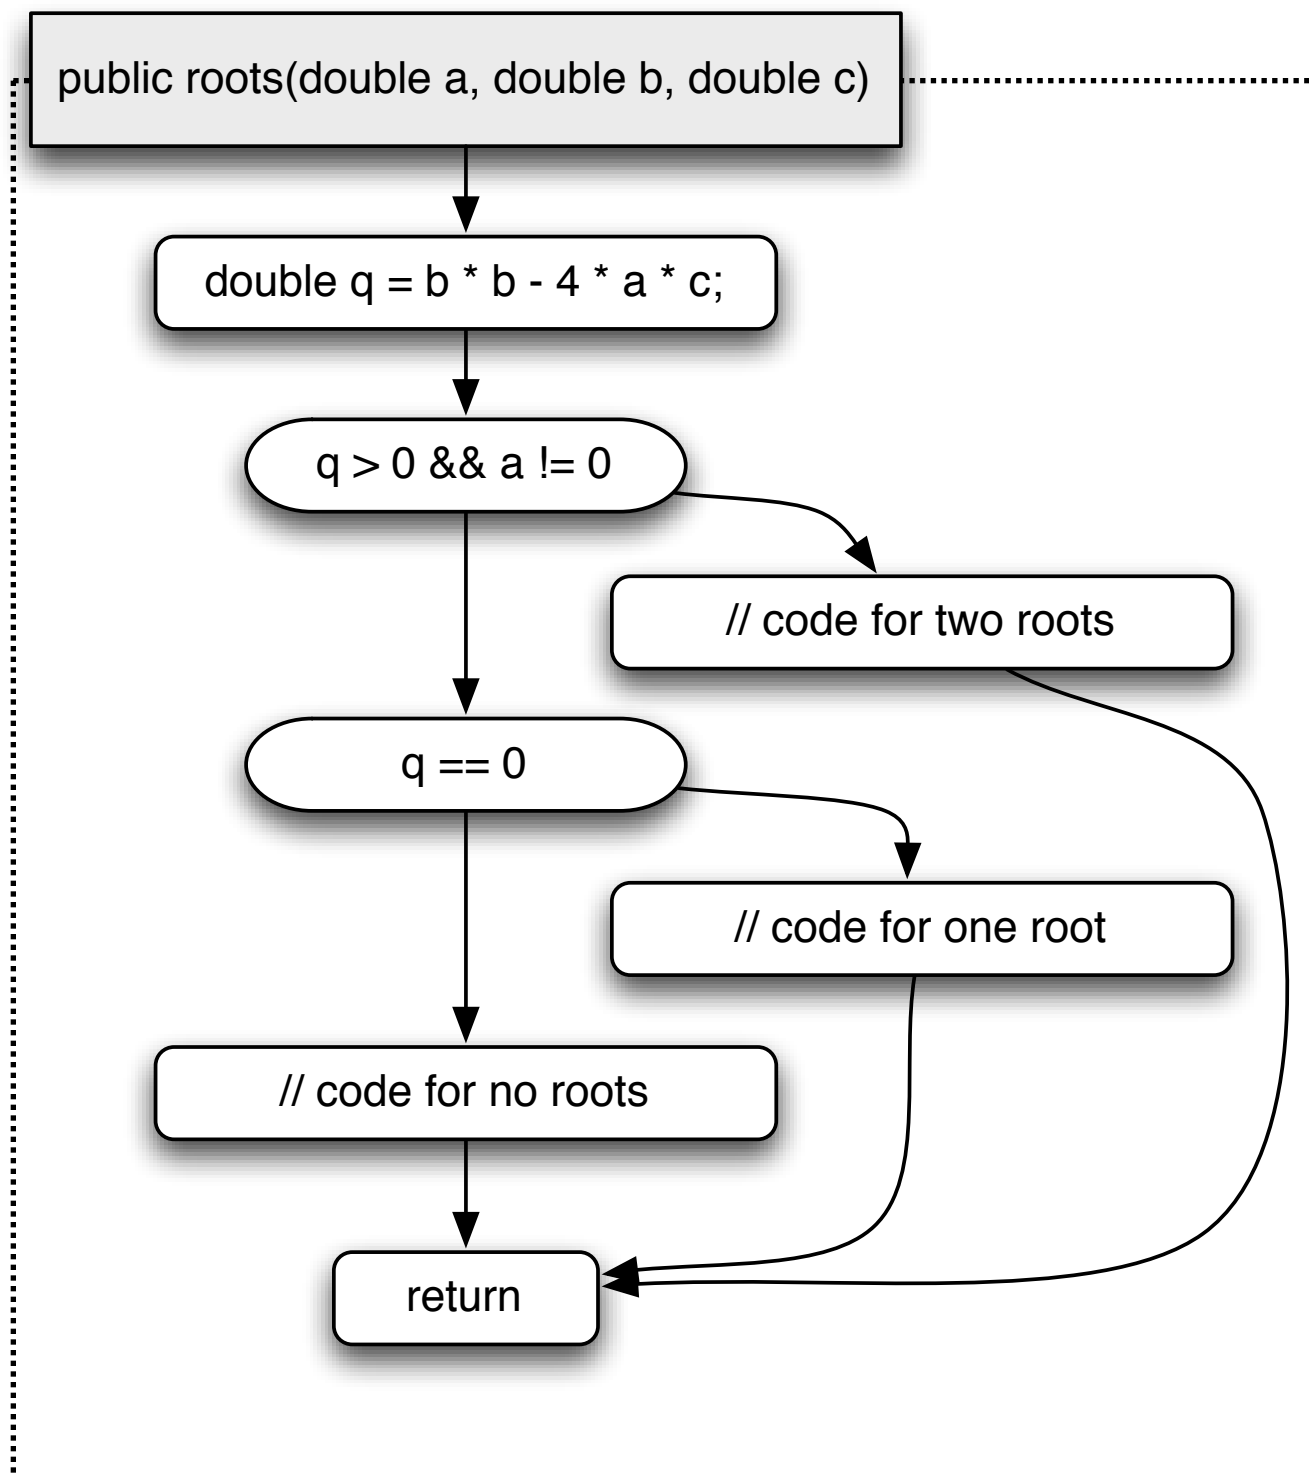 public roots(double a, double b, double c)
double q = b * b - 4 * a * c;
q > 0 && a != 0
// code for two roots
q == 0
// code for one root
// code for no roots
return